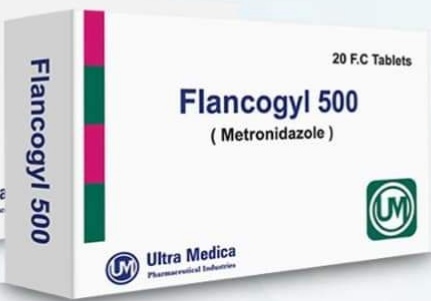 20 F.C Tablets
Flancogyl 500
( Metronidazole )
Flancogyl 500
UM
UM
Ultra Medica
Pharmaceutical Industries